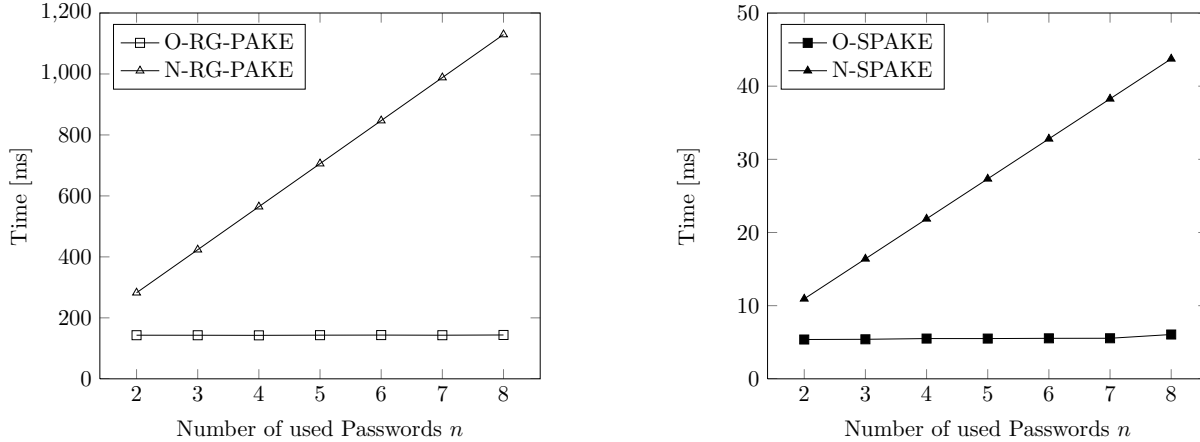 1,200
1,000
800
600
400
200
0
Time [ms]
O-RG-PAKE
N-RG-PAKE
2 3 4 5 6 7 8
Number of used Passwords n
50
40
30
20
10
0
Time [ms]
O-SPAKE
N-SPAKE
2 3 4 5 6 7 8
Number of used Passwords n